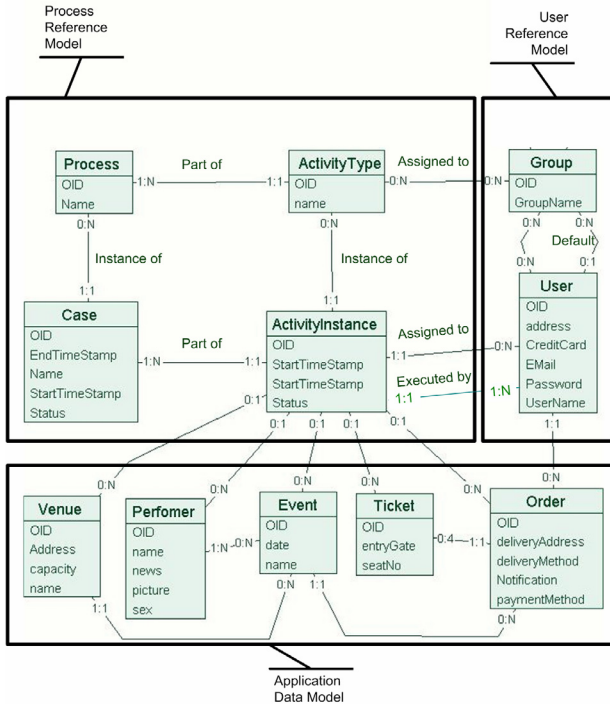 Process
Reference
Model
User
Reference
Model
Process
OID
Name
1:N
Part of
1:1
ActivityType
OID
name
0:N
Assigned to
0:N
Group
OID
GroupName
0:N
0:N
0:N
0:N
Default
Instance of
Instance of
0:N
0:1
1:1
1:1
Case
OID
EndTimeStamp
Name
StartTimeStamp
Status
1:N
Part of
1:1
ActivityInstance
OID
StartTimeStamp
StartTimeStamp
Status
Assigned to
1:1
0:N
Executed by
1:1
1:N
User
OID
address
CreditCard
EMail
Password
UserName
0:1
0:1
0:1
0:1
0:1
1:1
0:N
0:N
0:N
0:N
0:N
0:N
Venue
OID
Address
capacity
name
Perfomer
OID
name
news
picture
sex
1:N
0:N
Event
OID
date
name
Ticket
OID
entryGate
seatNo
0:4
1:1
Order
OID
deliveryAddress
deliveryMethod
Notification
paymentMethod
1:1
0:N
1:1
0:N
Application
Data Model